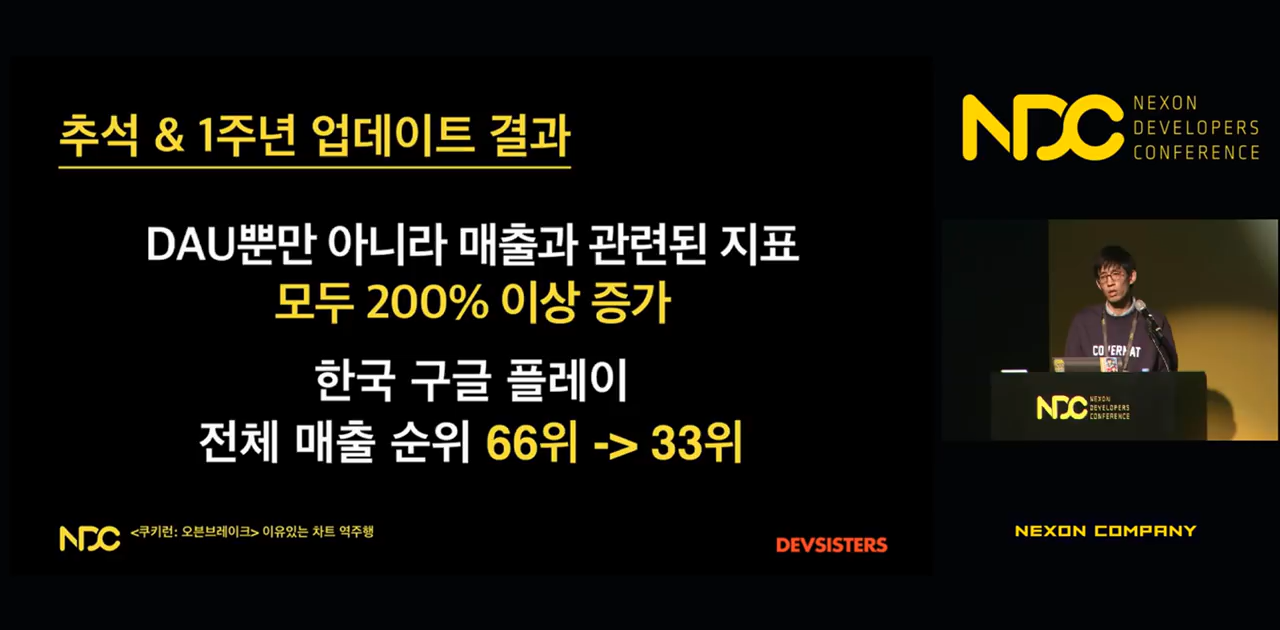 추석 & 1주년 업데이트 결과
DAU뿐만 아니라 매출과 관련된 지표
모두 200% 이상 증가
한국 구글 플레이
전체 매출 순위 66위 -> 33위
NDC <쿠키런: 오븐브레이크> 이유있는 차트 역주행
DEVSISTERS
NDC
NEXON
DEVELOPERS
CONFERENCE
COVERNAT
NDC
NEXON
DEVELOPERS
CONFERENCE
NEXON COMPANY